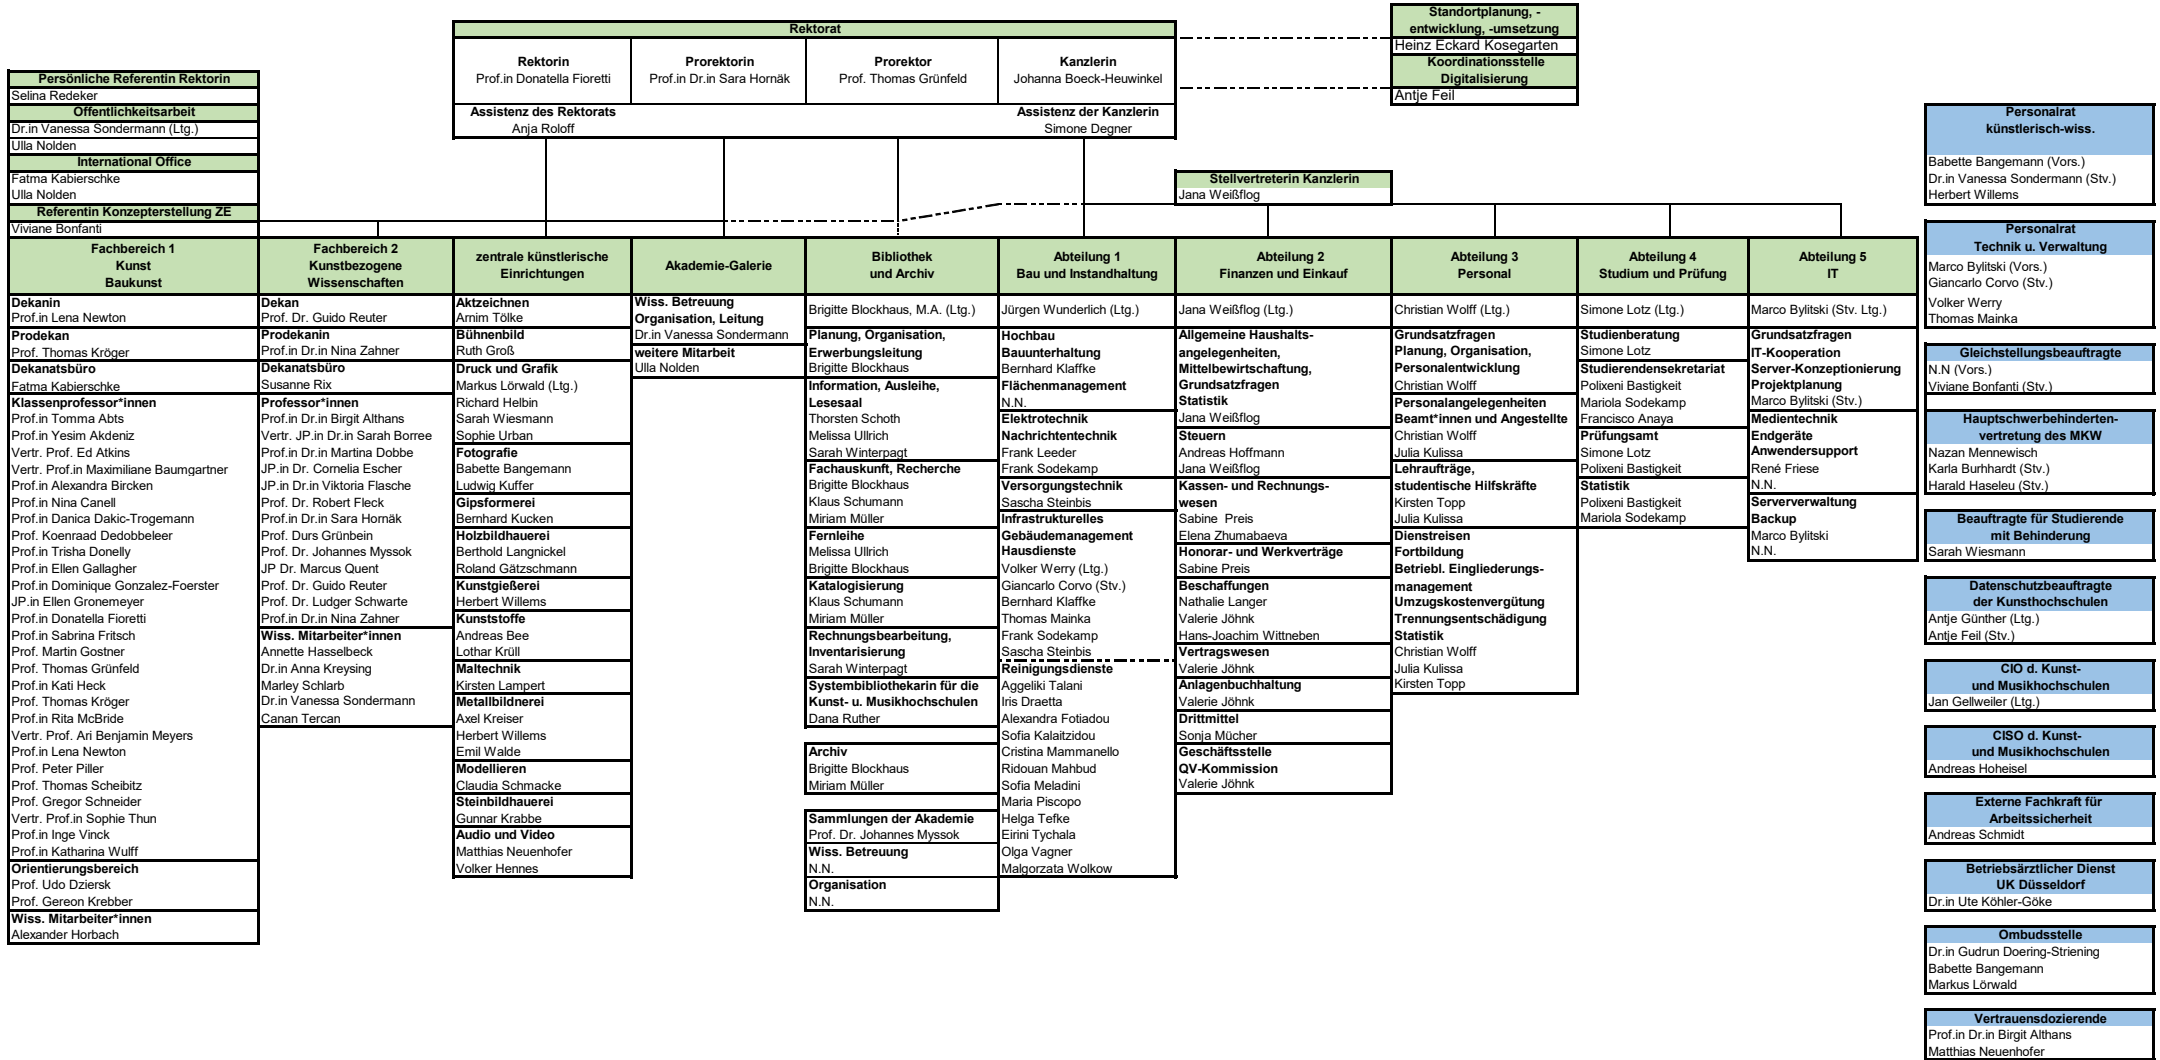 Rektorat
Rektorin
Prof.in Donatella Fioretti
Prorektorin
Prof.in Dr.in Sara Hornäk
Prorektor
Prof. Thomas Grünfeld
Kanzlerin
Johanna Boeck-Heuwinkel
Assistenz des Rektorats
Anja Roloff
Assistenz der Kanzlerin
Simone Degner
Standortplanung, -
entwicklung, -umsetzung
Heinz Eckard Kosegarten
Koordinationsstelle
Digitalisierung
Antje Feil
Persönliche Referentin Rektorin
Selina Redeker
Öffentlichkeitsarbeit
Dr.in Vanessa Sondermann (Ltg.)
Ulla Nolden
International Office
Fatma Kabierschke
Ulla Nolden
Referentin Konzepterstellung ZE
Viviane Bonfanti
Stellvertreterin Kanzlerin
Jana Weißflog
Fachbereich 1
Kunst
Baukunst
Dekanin
Prof.in Lena Newton
Prodekan
Prof. Thomas Kröger
Dekanatsbüro
Fatma Kabierschke
Klassenprofessor*innen
Prof.in Tomma Abts
Prof.in Yesim Akdeniz
Vertr. Prof. Ed Atkins
Vertr. Prof.in Maximiliane Baumgartner
Prof.in Alexandra Bircken
Prof.in Nina Canell
Prof.in Danica Dakic-Trogemann
Prof. Koenraad Dedobbeleer
Prof.in Trisha Donelly
Prof.in Ellen Gallagher
Prof.in Dominique Gonzalez-Foerster
JP.in Ellen Gronemeyer
Prof.in Donatella Fioretti
Prof.in Sabrina Fritsch
Prof. Martin Gostner
Prof. Thomas Grünfeld
Prof.in Kati Heck
Prof. Thomas Kröger
Prof.in Rita McBride
Vertr. Prof. Ari Benjamin Meyers
Prof.in Lena Newton
Prof. Peter Piller
Prof. Thomas Scheibitz
Prof. Gregor Schneider
Vertr. Prof.in Sophie Thun
Prof.in Inge Vinck
Prof.in Katharina Wulff
Orientierungsbereich
Prof. Udo Dziersk
Prof. Gereon Krebber
Wiss. Mitarbeiter*innen
Alexander Horbach
Fachbereich 2
Kunstbezogene
Wissenschaften
Dekan
Prof. Dr. Guido Reuter
Prodekanin
Prof.in Dr.in Nina Zahner
Dekanatsbüro
Susanne Rix
Professor*innen
Prof.in Dr.in Birgit Althans
Vertr. JP.in Dr.in Sarah Borree
Prof.in Dr.in Martina Dobbe
JP.in Dr. Cornelia Escher
JP.in Dr.in Viktoria Flasche
Prof. Dr. Robert Fleck
Prof.in Dr.in Sara Hornäk
Prof. Durs Grünbein
Prof. Dr. Johannes Myssok
JP Dr. Marcus Quent
Prof. Dr. Guido Reuter
Prof. Dr. Ludger Schwarte
Prof.in Dr.in Nina Zahner
Wiss. Mitarbeiter*innen
Annette Hasselbeck
Dr.in Anna Kreysing
Marley Schlarb
Dr.in Vanessa Sondermann
Canan Tercan
zentrale künstlerische
Einrichtungen
Aktzeichnen
Arnim Tölke
Bühnenbild
Ruth Groß
Druck und Grafik
Markus Lörwald (Ltg.)
Richard Helbin
Sarah Wiesmann
Sophie Urban
Fotografie
Babette Bangemann
Ludwig Kuffer
Gipsformerei
Bernhard Kucken
Holzbildhauerei
Berthold Langnickel
Roland Gätzschmann
Kunstgießerei
Herbert Willems
Kunststoffe
Andreas Bee
Lothar Krüll
Maltechnik
Kirsten Lampert
Metallbildnerei
Axel Kreiser
Herbert Willems
Emil Walde
Modellieren
Claudia Schmacke
Steinbildhauerei
Gunnar Krabbe
Audio und Video
Matthias Neuenhofer
Volker Hennes
Akademie-Galerie
Wiss. Betreuung
Organisation, Leitung
Dr.in Vanessa Sondermann
weitere Mitarbeit
Ulla Nolden
Bibliothek
und Archiv
Brigitte Blockhaus, M.A. (Ltg.)
Planung, Organisation,
Erwerbungsleitung
Brigitte Blockhaus
Information, Ausleihe,
Lesesaal
Thorsten Schoth
Melissa Ullrich
Sarah Winterpagt
Fachauskunft, Recherche
Brigitte Blockhaus
Klaus Schumann
Miriam Müller
Fernleihe
Melissa Ullrich
Brigitte Blockhaus
Katalogisierung
Klaus Schumann
Miriam Müller
Rechnungsbearbeitung,
Inventarisierung
Sarah Winterpagt
Systembibliothekarin für die
Kunst- u. Musikhochschulen
Dana Ruther
Archiv
Brigitte Blockhaus
Miriam Müller
Sammlungen der Akademie
Prof. Dr. Johannes Myssok
Wiss. Betreuung
N.N.
Organisation
N.N.
Abteilung 1
Bau und Instandhaltung
Jürgen Wunderlich (Ltg.)
Hochbau
Bauunterhaltung
Bernhard Klaffke
Flächenmanagement
N.N.
Elektrotechnik
Nachrichtentechnik
Frank Leeder
Frank Sodekamp
Versorgungstechnik
Sascha Steinbis
Infrastrukturelles
Gebäudemanagement
Hausdienste
Volker Werry (Ltg.)
Giancarlo Corvo (Stv.)
Bernhard Klaffke
Thomas Mainka
Frank Sodekamp
Sascha Steinbis
Reinigungsdienste
Aggeliki Talani
Iris Draetta
Alexandra Fotiadou
Sofia Kalaitzidou
Cristina Mammanello
Ridouan Mahbud
Sofia Meladini
Maria Piscopo
Helga Tefke
Eirini Tychala
Olga Vagner
Malgorzata Wolkow
Abteilung 2
Finanzen und Einkauf
Jana Weißflog (Ltg.)
Allgemeine Haushalts-
angelegenheiten,
Mittelbewirtschaftung,
Grundsatzfragen
Statistik
Jana Weißflog
Steuern
Andreas Hoffmann
Jana Weißflog
Kassen- und Rechnungs-
wesen
Sabine Preis
Elena Zhumabaeva
Honorar- und Werkverträge
Sabine Preis
Beschaffungen
Nathalie Langer
Valerie Jöhnk
Hans-Joachim Wittneben
Vertragswesen
Valerie Jöhnk
Anlagenbuchhaltung
Valerie Jöhnk
Drittmittel
Sonja Mücher
Geschäftsstelle
QV-Kommission
Valerie Jöhnk
Abteilung 3
Personal
Christian Wolff (Ltg.)
Grundsatzfragen
Planung, Organisation,
Personalentwicklung
Christian Wolff
Personalangelegenheiten
Beamt*innen und Angestellte
Christian Wolff
Julia Kulissa
Lehraufträge,
studentische Hilfskräfte
Kirsten Topp
Julia Kulissa
Dienstreisen
Fortbildung
Betriebl. Eingliederungs-
management
Umzugskostenvergütung
Trennungsentschädigung
Statistik
Christian Wolff
Julia Kulissa
Kirsten Topp
Abteilung 4
Studium und Prüfung
Simone Lotz (Ltg.)
Studienberatung
Simone Lotz
Studierendensekretariat
Polixeni Bastigkeit
Mariola Sodekamp
Francisco Anaya
Prüfungsamt
Simone Lotz
Polixeni Bastigkeit
Statistik
Polixeni Bastigkeit
Mariola Sodekamp
Abteilung 5
IT
Marco Bylitski (Stv. Ltg.)
Grundsatzfragen
IT-Kooperation
Server-Konzeptionierung
Projektplanung
Marco Bylitski (Stv.)
Medientechnik
Endgeräte
Anwendersupport
René Friese
N.N.
Serververwaltung
Backup
Marco Bylitski
N.N.
Personalrat
künstlerisch-wiss.
Babette Bangemann (Vors.)
Dr.in Vanessa Sondermann (Stv.)
Herbert Willems
Personalrat
Technik u. Verwaltung
Marco Bylitski (Vors.)
Giancarlo Corvo (Stv.)
Volker Werry
Thomas Mainka
Gleichstellungsbeauftragte
N.N (Vors.)
Viviane Bonfanti (Stv.)
Hauptschwerbehinderten-
vertretung des MKW
Nazan Mennewisch
Karla Burhhardt (Stv.)
Harald Haseleu (Stv.)
Beauftragte für Studierende
mit Behinderung
Sarah Wiesmann
Datenschutzbeauftragte
der Kunsthochschulen
Antje Günther (Ltg.)
Antje Feil (Stv.)
CIO d. Kunst-
und Musikhochschulen
Jan Gellweiler (Ltg.)
CISO d. Kunst-
und Musikhochschulen
Andreas Hoheisel
Externe Fachkraft für
Arbeitssicherheit
Andreas Schmidt
Betriebsärztlicher Dienst
UK Düsseldorf
Dr.in Ute Köhler-Göke
Ombudsstelle
Dr.in Gudrun Doering-Striening
Babette Bangemann
Markus Lörwald
Vertrauensdozierende
Prof.in Dr.in Birgit Althans
Matthias Neuenhofer